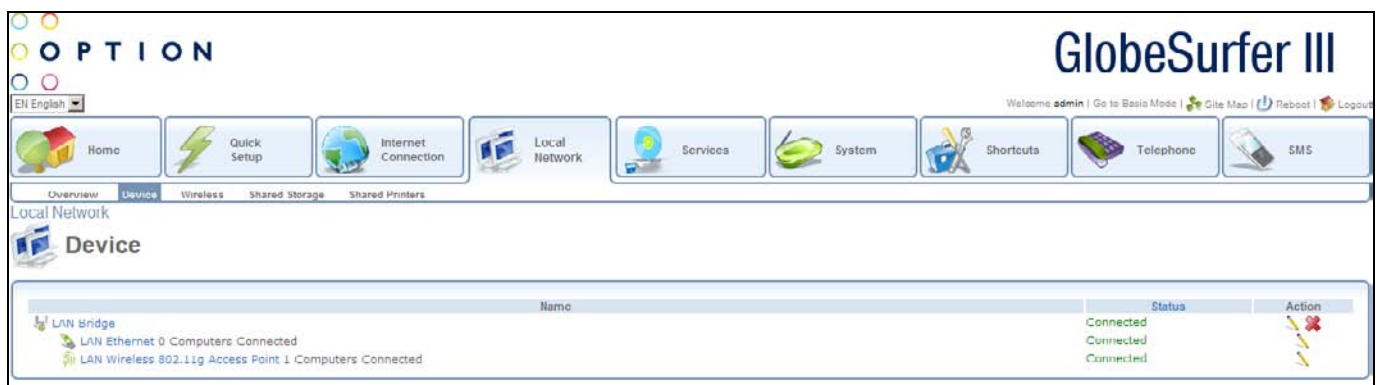 OPTION
GlobeSurfer III
EN English
Welcome admin | Go to Basic Mode | Site Map | Reboot | Logout
Home
Quick Setup
Internet Connection
Local Network
Services
System
Shortcuts
Telephone
SMS
Overview Device Wireless Shared Storage Shared Printers
Local Network
Device
Name Status Action
LAN Bridge Connected
LAN Ethernet 0 Computers Connected Connected
LAN Wireless 802.11g Access Point 1 Computers Connected Connected